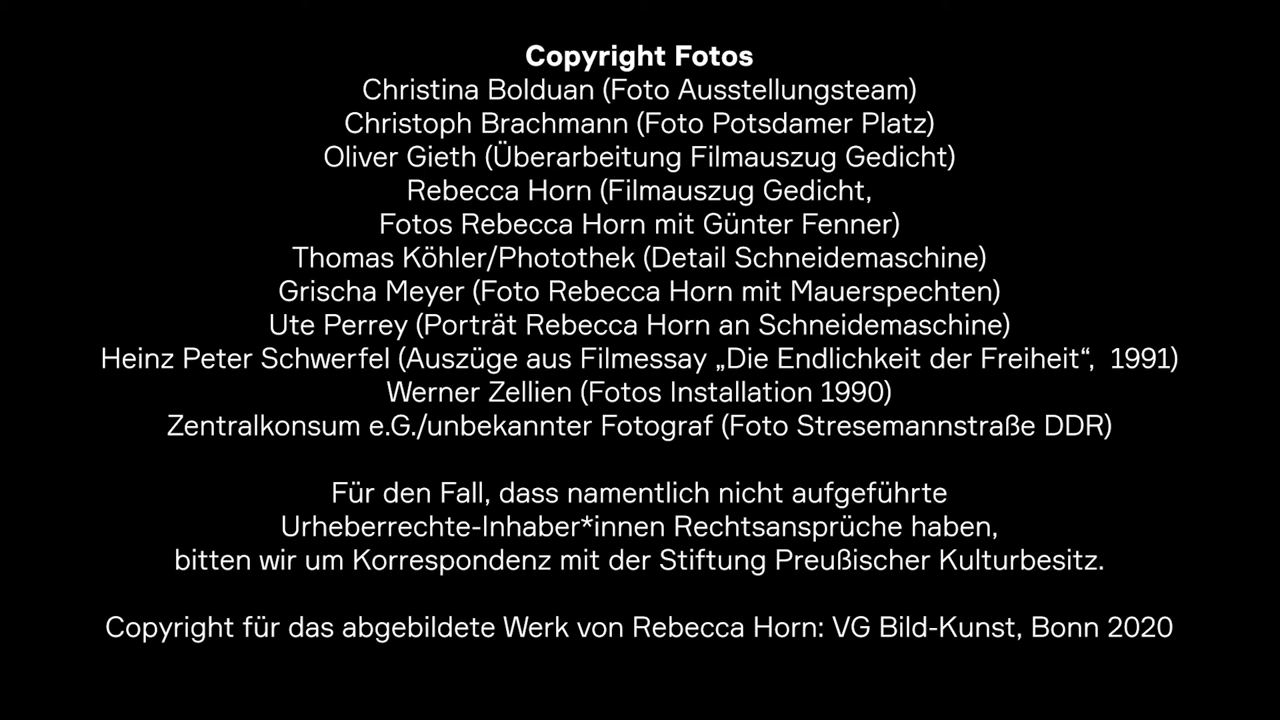 Copyright Fotos
Christina Bolduan (Foto Ausstellungsteam)
Christoph Brachmann (Foto Potsdamer Platz)
Oliver Gieth (Überarbeitung Filmauszug Gedicht)
Rebecca Horn (Filmauszug Gedicht,
Fotos Rebecca Horn mit Günter Fenner)
Thomas Köhler/Photothek (Detail Schneidemaschine)
Grischa Meyer (Foto Rebecca Horn mit Mauerspechten)
Ute Perrey (Porträt Rebecca Horn an Schneidemaschine)
Heinz Peter Schwerfel (Auszüge aus Filmessay „Die Endlichkeit der Freiheit“, 1991)
Werner Zellien (Fotos Installation 1990)
Zentralkonsum e.G./unbekannter Fotograf (Foto Stresemannstraße DDR)
Für den Fall, dass namentlich nicht aufgeführte
Urheberrechte-Inhaber*innen Rechtsansprüche haben,
bitten wir um Korrespondenz mit der Stiftung Preußischer Kulturbesitz.
Copyright für das abgebildete Werk von Rebecca Horn: VG Bild-Kunst, Bonn 2020